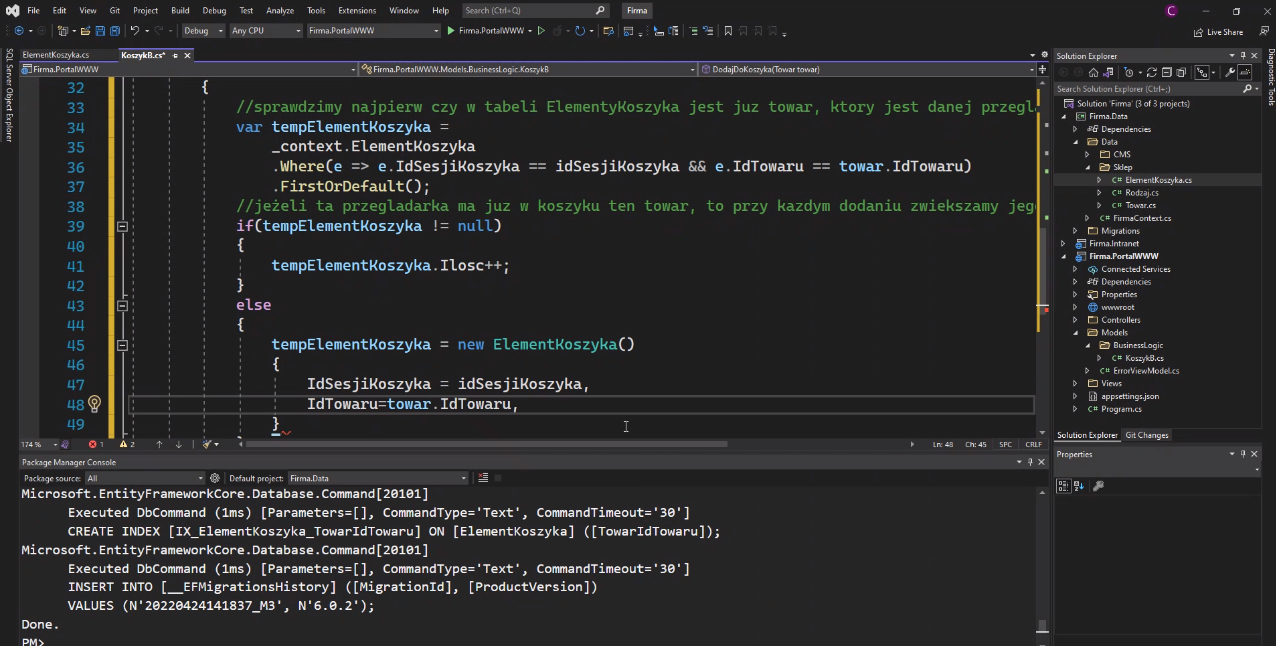 File Edit View Git Project Build Debug Test Analyze Tools Extensions Window Help Search (Ctrl+Q) Firma C
Debug Any CPU Firma.PortalWWW Firma.PortalWWW Live Share
SQL Server Object Explorer
ElementKoszyka.cs KoszykB.cs*
Firma.PortalWWW Firma.PortalWWW.Models.BusinessLogic.KoszykB DodajDoKoszyka(Towar towar)
32 {
33 //sprawdzimy najpierw czy w tabeli ElementyKoszyka jest juz towar, ktory jest danej przegl
34 var tempElementKoszyka =
35 _context.ElementKoszyka
36 .Where(e => e.IdSesjiKoszyka == idSesjiKoszyka && e.IdTowaru == towar.IdTowaru)
37 .FirstOrDefault();
38 //jeżeli ta przegladarka ma juz w koszyku ten towar, to przy kazdym dodaniu zwiekszamy jeg
39 if(tempElementKoszyka != null)
40 {
41 tempElementKoszyka.Ilosc++;
42 }
43 else
44 {
45 tempElementKoszyka = new ElementKoszyka()
46 {
47 IdSesjiKoszyka = idSesjiKoszyka,
48 IdTowaru=towar.IdTowaru,
49 }
174 % 1 2 Ln: 48 Ch: 45 SPC CRLF
Package Manager Console
Package source: All Default project: Firma.Data
Microsoft.EntityFrameworkCore.Database.Command[20101]
Executed DbCommand (1ms) [Parameters=[], CommandType='Text', CommandTimeout='30']
CREATE INDEX [IX_ElementKoszyka_TowarIdTowaru] ON [ElementKoszyka] ([TowarIdTowaru]);
Microsoft.EntityFrameworkCore.Database.Command[20101]
Executed DbCommand (1ms) [Parameters=[], CommandType='Text', CommandTimeout='30']
INSERT INTO [__EFMigrationsHistory] ([MigrationId], [ProductVersion])
VALUES (N'20220424141837_M3', N'6.0.2');
Done.
PM>
Solution Explorer
Search Solution Explorer (Ctrl+;)
Solution 'Firma' (3 of 3 projects)
Firma.Data
Dependencies
Data
CMS
Sklep
C# ElementKoszyka.cs
C# Rodzaj.cs
C# Towar.cs
C# FirmaContext.cs
Migrations
Firma.Intranet
Firma.PortalWWW
Connected Services
Dependencies
Properties
wwwroot
Controllers
Models
BusinessLogic
C# KoszykB.cs
C# ErrorViewModel.cs
Views
appsettings.json
C# Program.cs
Solution Explorer Git Changes
Properties
Diagnostic Tools